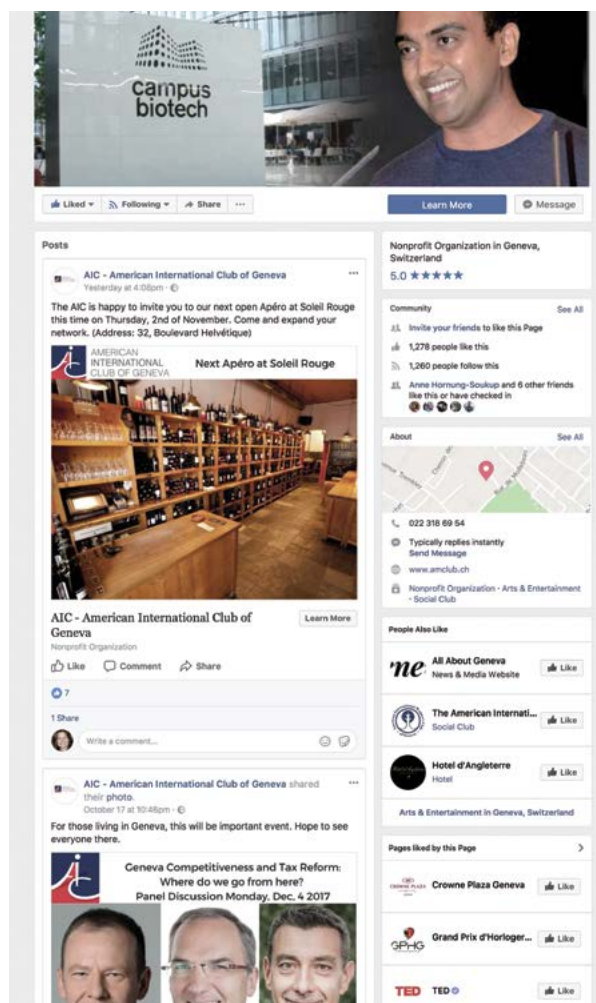 campus
biotech
Liked
Following
Share
Learn More
Message
Posts
AIC - American International Club of Geneva
Yesterday at 4:08pm
The AIC is happy to invite you to our next open Apéro at Soleil Rouge
this time on Thursday, 2nd of November. Come and expand your
network. (Address: 32, Boulevard Helvétique)
AMERICAN
INTERNATIONAL
CLUB OF GENEVA
Next Apéro at Soleil Rouge
AIC - American International Club of
Geneva
Learn More
Nonprofit Organization
Like
Comment
Share
7
1 Share
Write a comment...
AIC - American International Club of Geneva shared
their photo.
October 17 at 10:46pm
For those living in Geneva, this will be important event. Hope to see
everyone there.
Geneva Competitiveness and Tax Reform:
Where do we go from here?
Panel Discussion Monday, Dec. 4 2017
Nonprofit Organization in Geneva,
Switzerland
5.0 ★★★★★
Community
See All
Invite your friends to like this Page
1,278 people like this
1,260 people follow this
Anne Hornung-Soukup and 6 other friends
like this or have checked in
About
See All
022 318 69 54
Typically replies instantly
Send Message
www.amclub.ch
Nonprofit Organization · Arts & Entertainment
· Social Club
People Also Like
me
All About Geneva
News & Media Website
Like
The American Internati...
Social Club
Like
Hotel d'Angleterre
Hotel
Like
Arts & Entertainment in Geneva, Switzerland
Pages liked by this Page
CROWNE PLAZA
Crowne Plaza Geneva
Like
GPHG
Grand Prix d'Horloger...
Like
TED
TED
Like